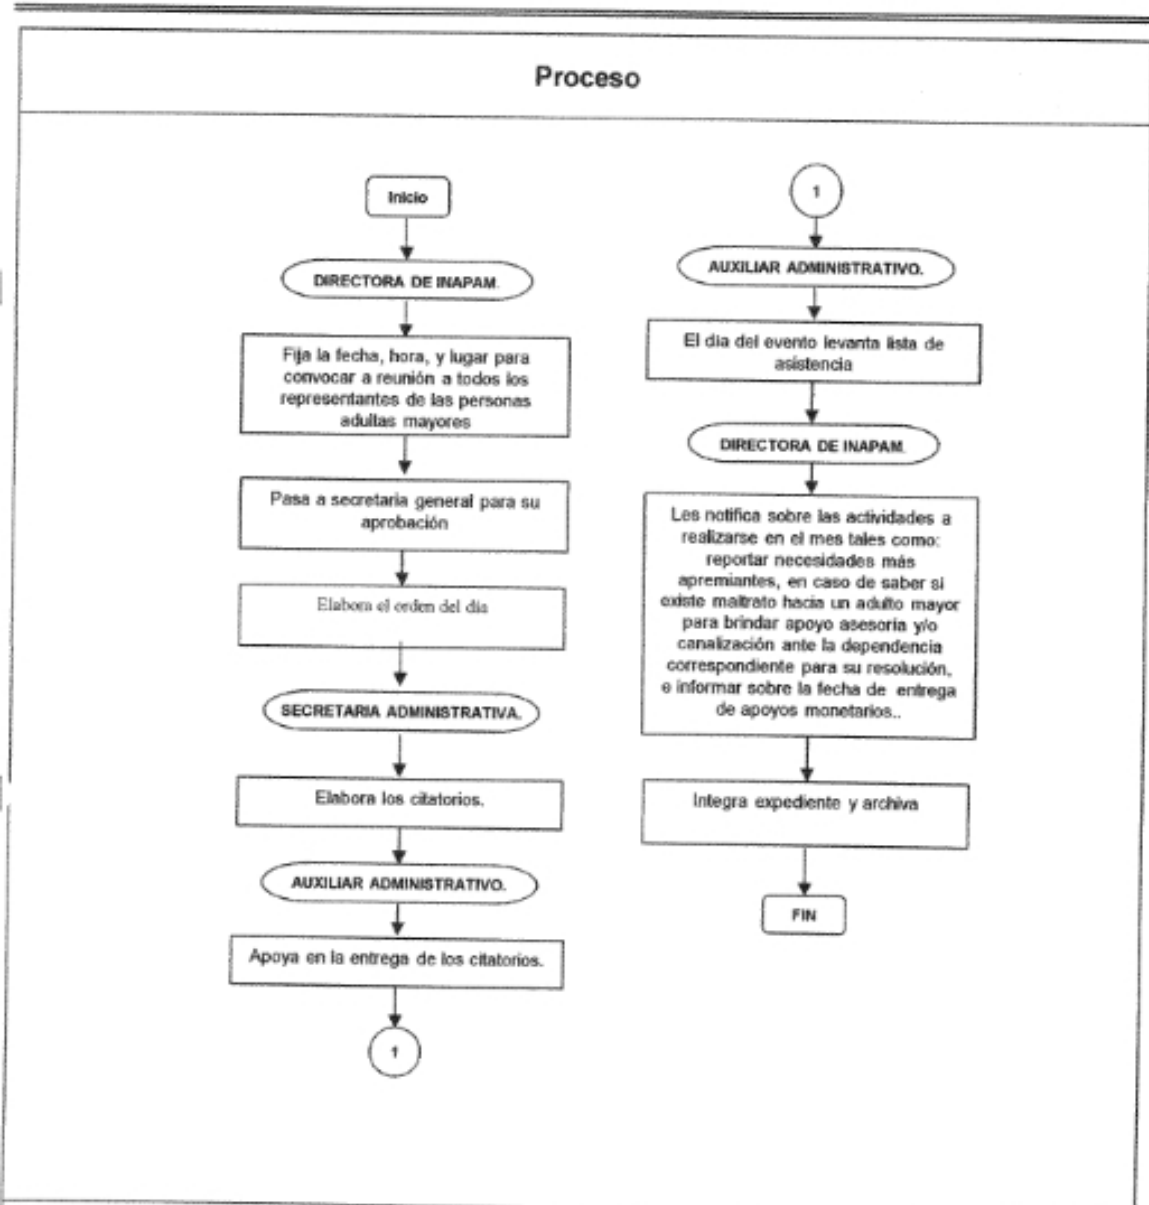 Proceso
Inicio
DIRECTORA DE INAPAM.
Fija la fecha, hora, y lugar para
convocar a reunión a todos los
representantes de las personas
adultas mayores
Pasa a secretaria general para su
aprobación
Elabora el orden del día
SECRETARIA ADMINISTRATIVA.
Elabora los citatorios.
AUXILIAR ADMINISTRATIVO.
Apoya en la entrega de los citatorios.
1
1
AUXILIAR ADMINISTRATIVO.
El dia del evento levanta lista de
asistencia
DIRECTORA DE INAPAM.
Les notifica sobre las actividades a
realizarse en el mes tales como:
reportar necesidades más
apremiantes, en caso de saber si
existe maltrato hacia un adulto mayor
para brindar apoyo asesoría y/o
canalización ante la dependencia
correspondiente para su resolución,
e informar sobre la fecha de entrega
de apoyos monetarios..
Integra expediente y archiva
FIN